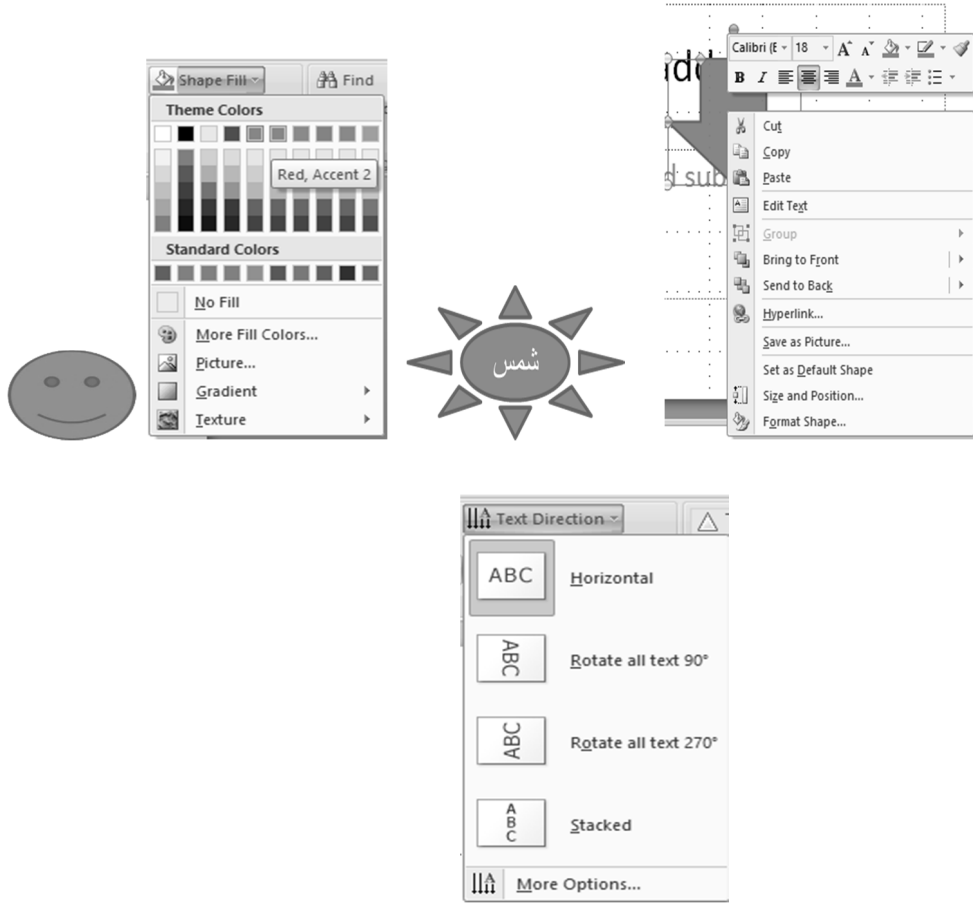 Shape Fill
Find
Theme Colors
Red, Accent 2
Standard Colors
No Fill
More Fill Colors...
Picture...
Gradient
Texture
شمس
Calibri (E
18
A A
B I A
Cut
Copy
Paste
Edit Text
Group
Bring to Front
Send to Back
Hyperlink...
Save as Picture...
Set as Default Shape
Size and Position...
Format Shape...
add
d sub
Text Direction
ABC
Horizontal
ABC
Rotate all text 90°
ABC
Rotate all text 270°
A
B
C
Stacked
More Options...